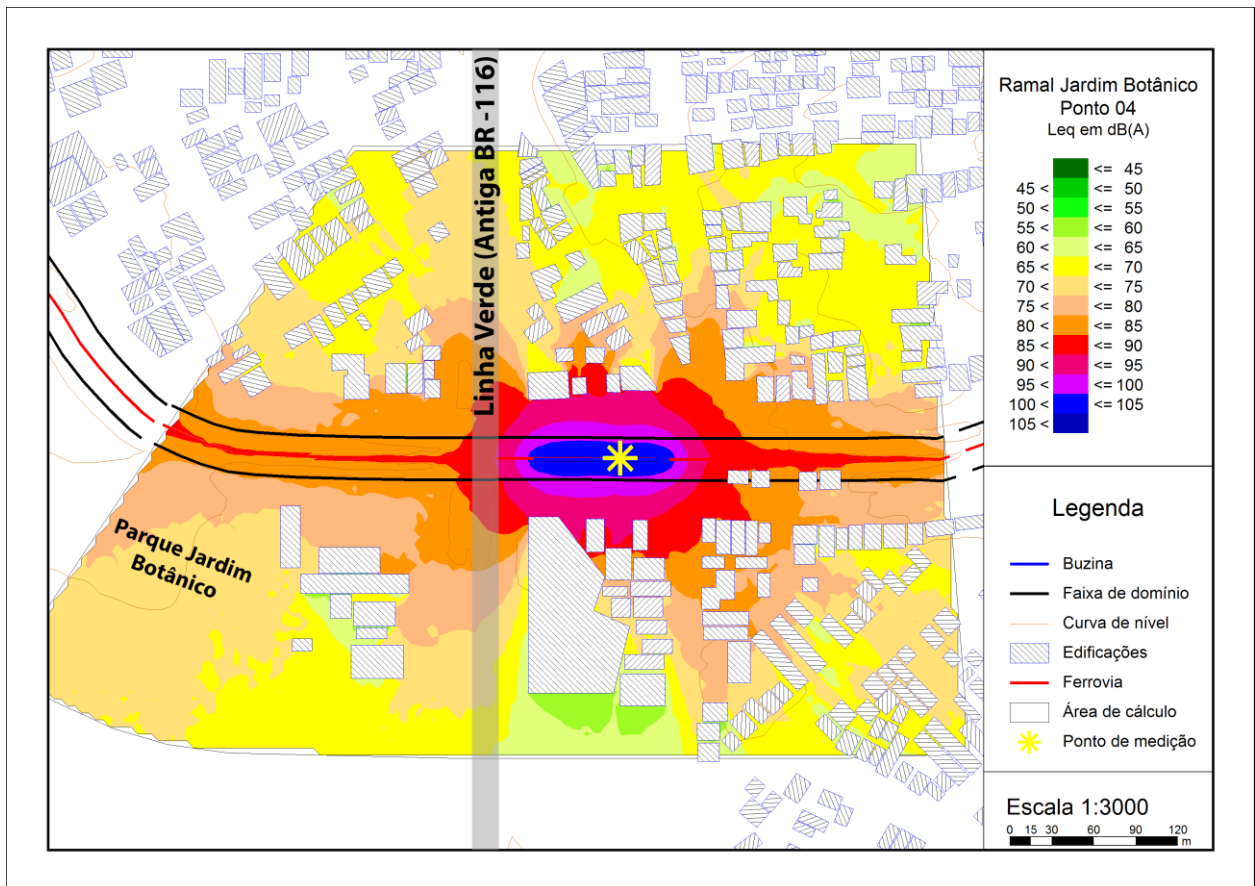 Linha Verde (Antiga BR -116)
Parque Jardim
Botânico
Ramal Jardim Botânico
Ponto 04
Leq em dB(A)
<= 45
45 < <= 50
50 < <= 55
55 < <= 60
60 < <= 65
65 < <= 70
70 < <= 75
75 < <= 80
80 < <= 85
85 < <= 90
90 < <= 95
95 < <= 100
100 < <= 105
105 <
Legenda
Buzina
Faixa de domínio
Curva de nível
Edificações
Ferrovia
Área de cálculo
Ponto de medição
Escala 1:3000
0 15 30 60 90 120
m